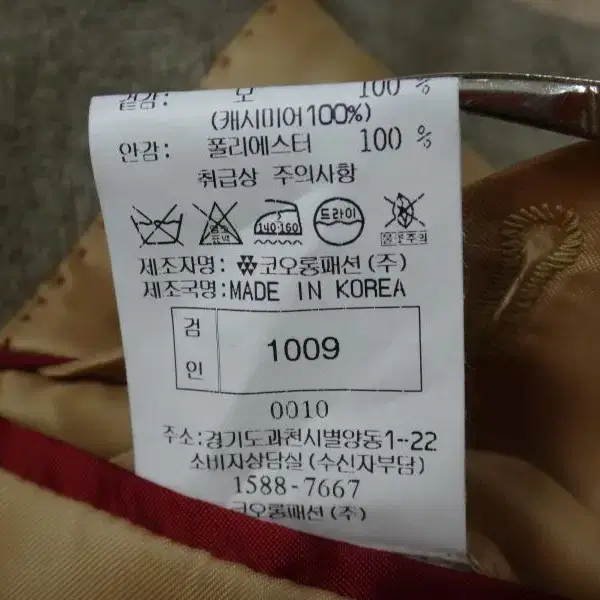 겉감: 모 100 %
(캐시미어100%)
안감: 폴리에스터 100 %
취급상 주의사항
140·160
드라이
제조자명: 코오롱패션(주)
제조국명:MADE IN KOREA
검인
1009
0010
주소:경기도과천시별양동1-22
소비자상담실(수신자부담)
1588-7667
코오롱패션(주)